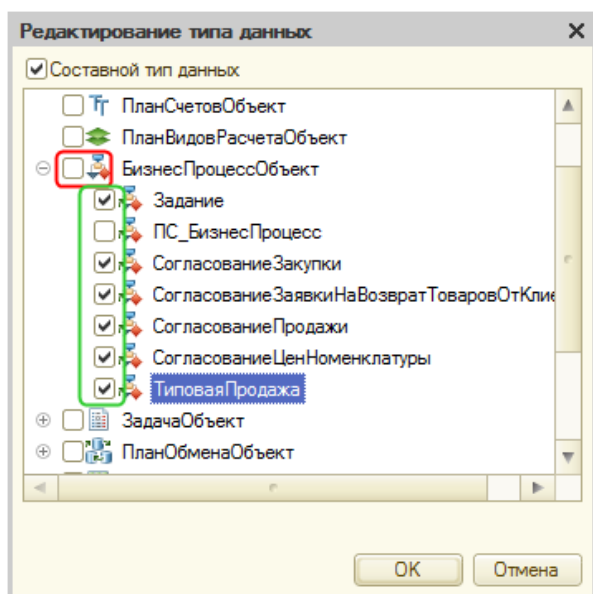 Редактирование типа данных
Составной тип данных
ПланСчетовОбъект
ПланВидовРасчетаОбъект
БизнесПроцессОбъект
Задание
ПС_БизнесПроцесс
СогласованиеЗакупки
СогласованиеЗаявкиНаВозвратТоваровОтКлие
СогласованиеПродажи
СогласованиеЦенНоменклатуры
ТиповаяПродажа
ЗадачаОбъект
ПланОбменаОбъект
ОК Отмена